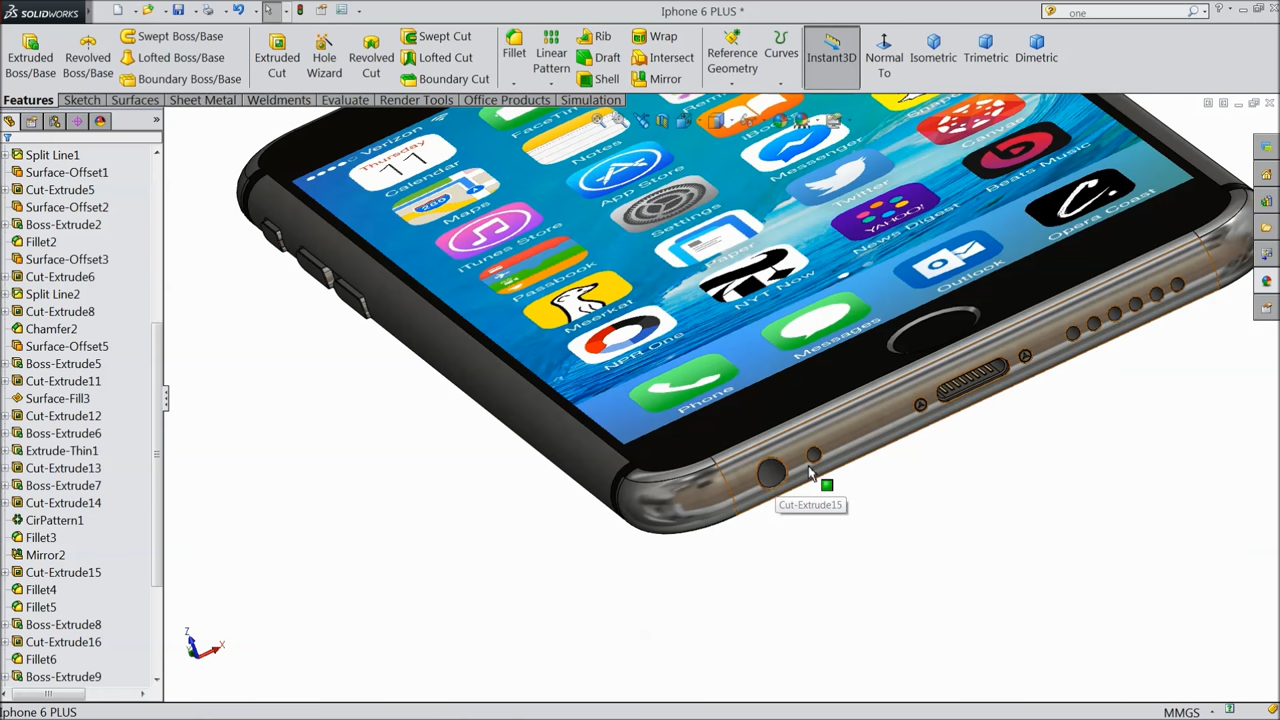 SOLIDWORKS
Iphone 6 PLUS *
one
Extruded Boss/Base
Revolved Boss/Base
Swept Boss/Base
Lofted Boss/Base
Boundary Boss/Base
Extruded Cut
Hole Wizard
Revolved Cut
Swept Cut
Lofted Cut
Boundary Cut
Fillet
Linear Pattern
Rib
Draft
Shell
Wrap
Intersect
Mirror
Reference Geometry
Curves
Instant3D
Normal To
Isometric
Trimetric
Dimetric
Features
Sketch
Surfaces
Sheet Metal
Weldments
Evaluate
Render Tools
Office Products
Simulation
Split Line1
Surface-Offset1
Cut-Extrude5
Surface-Offset2
Boss-Extrude2
Fillet2
Surface-Offset3
Cut-Extrude6
Split Line2
Cut-Extrude8
Chamfer2
Surface-Offset5
Boss-Extrude5
Cut-Extrude11
Surface-Fill3
Cut-Extrude12
Boss-Extrude6
Extrude-Thin1
Cut-Extrude13
Boss-Extrude7
Cut-Extrude14
CirPattern1
Fillet3
Mirror2
Cut-Extrude15
Fillet4
Fillet5
Boss-Extrude8
Cut-Extrude16
Fillet6
Boss-Extrude9
Verizon
Thursday
11
Calendar
FaceTim
Notes
280
Maps
App Store
Messenger
Canvas
iTunes Store
Settings
Twitter
Beats Music
Passbook
Paper
YAHOO!
News Digest
Opera Coast
Meerkat
NYT Now
Outlook
NPR One
Messages
Phone
Cut-Extrude15
Z
X
Iphone 6 PLUS
MMGS